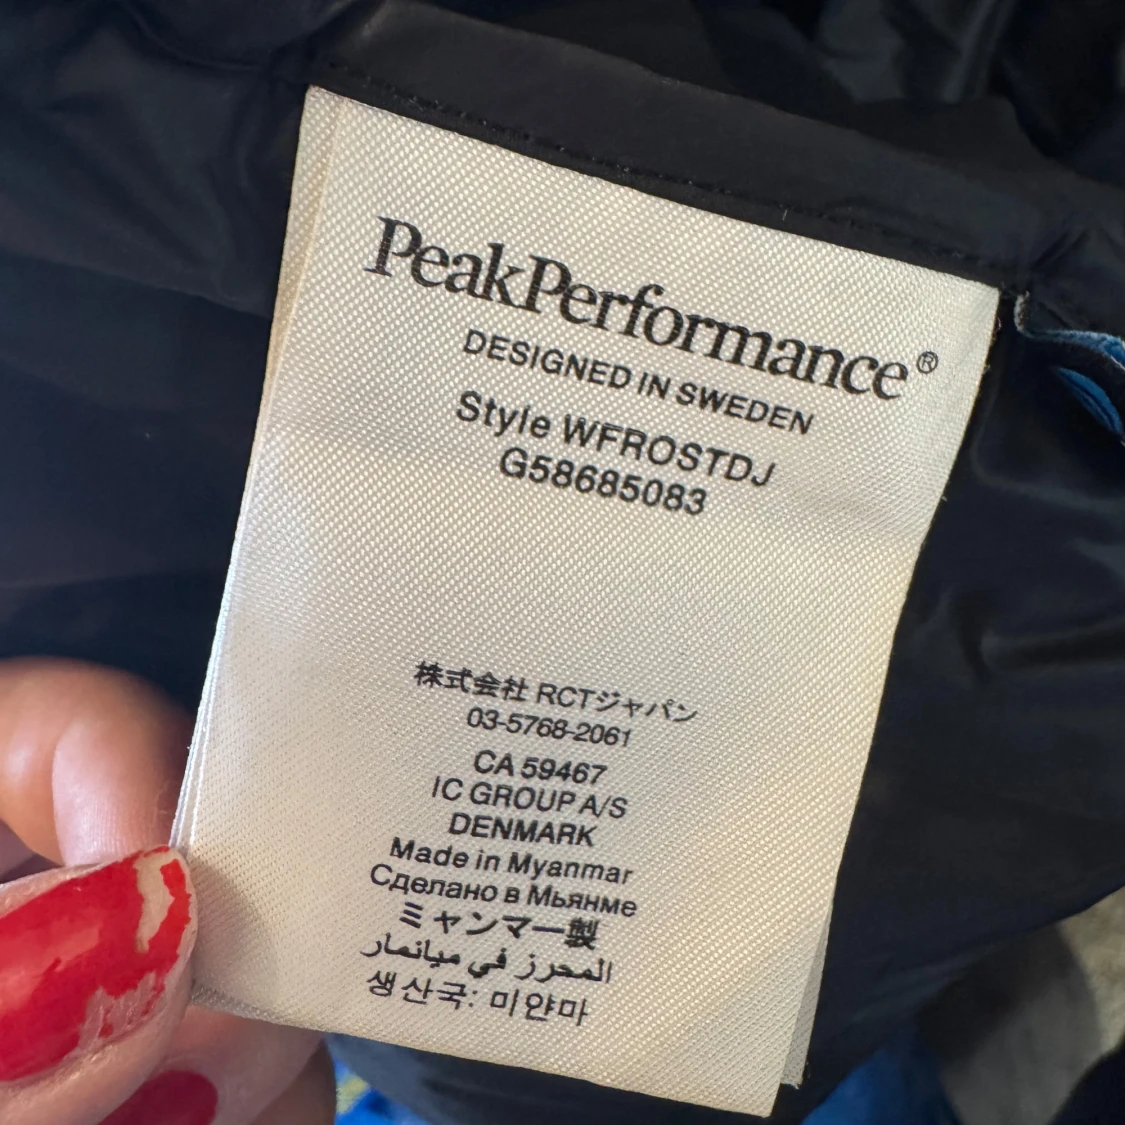 PeakPerformance®
DESIGNED IN SWEDEN
Style WFROSTDJ
G58685083
株式会社 RCTジャパン
03-5768-2061
CA 59467
IC GROUP A/S
DENMARK
Made in Myanmar
Сделано в Мьянме
ミャンマー製
المحرز في ميانمار
생산국: 미얀마